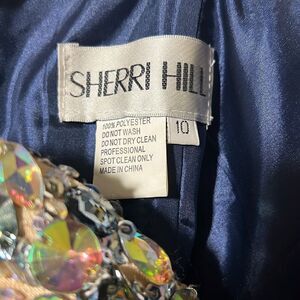 SHERRI HILL
10
100% POLYESTER
DO NOT WASH
DO NOT DRY CLEAN
PROFESSIONAL
SPOT CLEAN ONLY
MADE IN CHINA